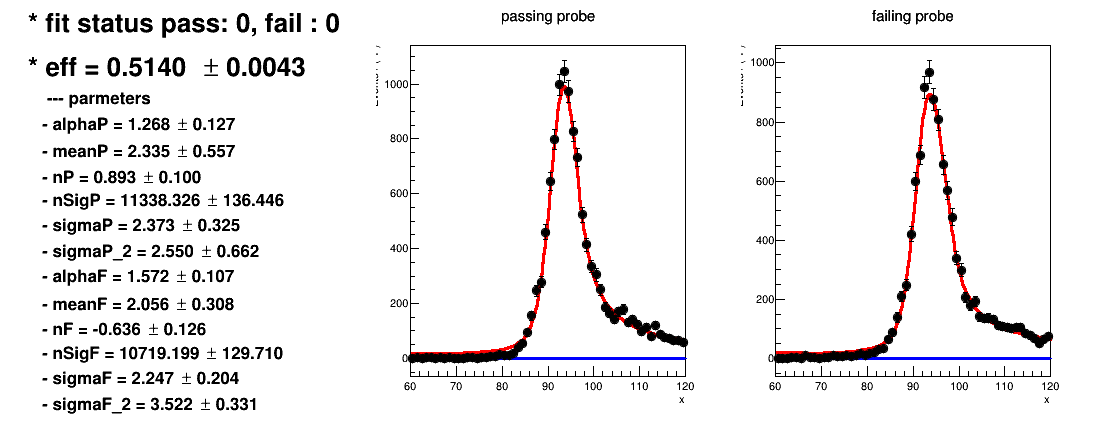 * fit status pass: 0, fail : 0
* eff = 0.5140 ± 0.0043
--- parmeters
- alphaP = 1.268 ± 0.127
- meanP = 2.335 ± 0.557
- nP = 0.893 ± 0.100
- nSigP = 11338.326 ± 136.446
- sigmaP = 2.373 ± 0.325
- sigmaP_2 = 2.550 ± 0.662
- alphaF = 1.572 ± 0.107
- meanF = 2.056 ± 0.308
- nF = -0.636 ± 0.126
- nSigF = 10719.199 ± 129.710
- sigmaF = 2.247 ± 0.204
- sigmaF_2 = 3.522 ± 0.331
passing probe
1000
800
600
400
200
0
60 70 80 90 100 110 120
x
failing probe
1000
800
600
400
200
0
60 70 80 90 100 110 120
x